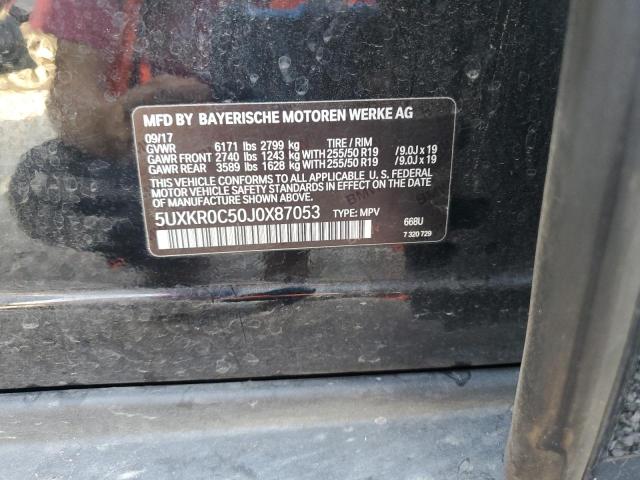 MFD BY BAYERISCHE MOTOREN WERKE AG
09/17
GVWR 6171 lbs 2799 kg TIRE / RIM
GAWR FRONT 2740 lbs 1243 kg WITH 255/50 R19 /9.0J x 19
GAWR REAR 3589 lbs 1628 kg WITH 255/50 R19 /9.0J x 19
THIS VEHICLE CONFORMS TO ALL APPLICABLE U. S. FEDERAL
MOTOR VEHICLE SAFETY STANDARDS IN EFFECT ON THE DATE
OF MANUFACTURE SHOWN ABOVE.
5UXKR0C50J0X87053 TYPE: MPV 668U
7 320 729